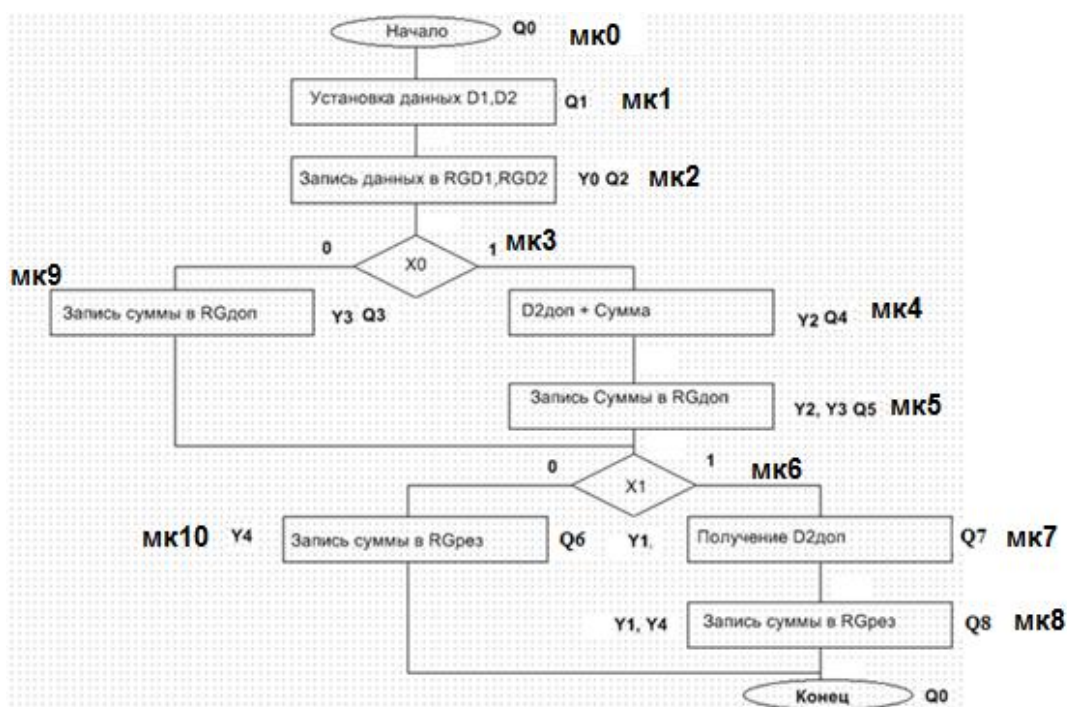 Начало Q0 мк0
Установка данных D1,D2 Q1 мк1
Запись данных в RGD1,RGD2 Y0 Q2 мк2
0 1 мк3
X0
мк9
Запись суммы в RGдоп Y3 Q3
D2доп + Сумма Y2 Q4 мк4
Запись Суммы в RGдоп Y2, Y3 Q5 мк5
0 1 мк6
X1
мк10 Y4 Запись суммы в RGрез Q6
Y1, Получение D2доп Q7 мк7
Y1, Y4 Запись суммы в RGрез Q8 мк8
Конец Q0